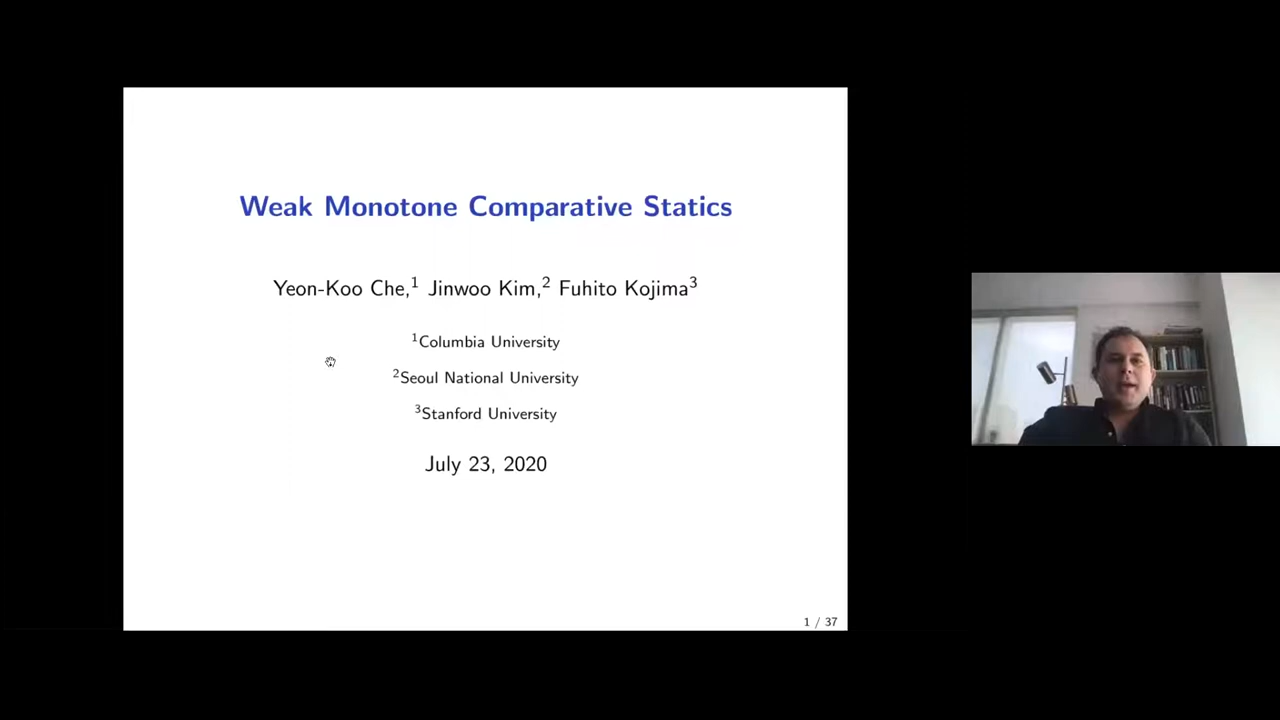 Weak Monotone Comparative Statics
Yeon-Koo Che,¹ Jinwoo Kim,² Fuhito Kojima³
¹Columbia University
²Seoul National University
³Stanford University
July 23, 2020
1 / 37